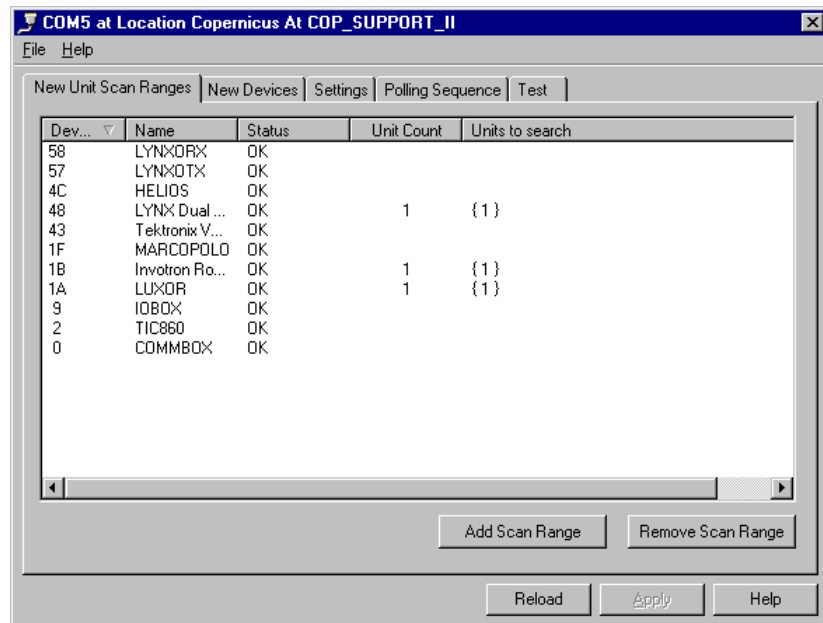 COM5 at Location Copernicus At COP_SUPPORT_II
File Help
New Unit Scan Ranges New Devices Settings Polling Sequence Test
Dev... Name Status Unit Count Units to search
58 LYNXORX OK
57 LYNXOTX OK
4C HELIOS OK
48 LYNX Dual ... OK 1 {1}
43 Tektronix V... OK
1F MARCOPOLO OK
1B Invotron Ro... OK 1 {1}
1A LUXOR OK 1 {1}
9 IOBOX OK
2 TIC860 OK
0 COMMBOX OK
Add Scan Range Remove Scan Range
Reload Apply Help